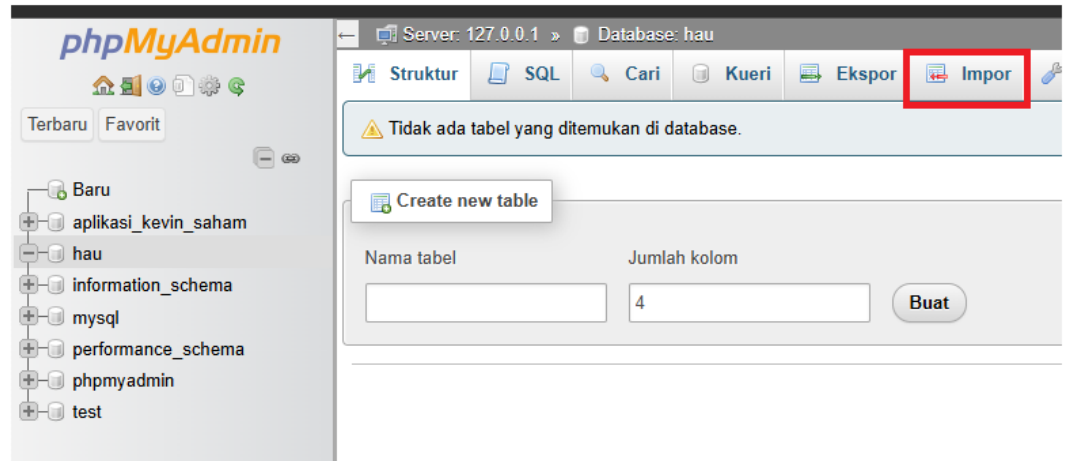 phpMyAdmin
Terbaru Favorit
Baru
aplikasi_kevin_saham
hau
information_schema
mysql
performance_schema
phpmyadmin
test
Server: 127.0.0.1 » Database: hau
Struktur SQL Cari Kueri Ekspor Impor
Tidak ada tabel yang ditemukan di database.
Create new table
Nama tabel Jumlah kolom
4 Buat